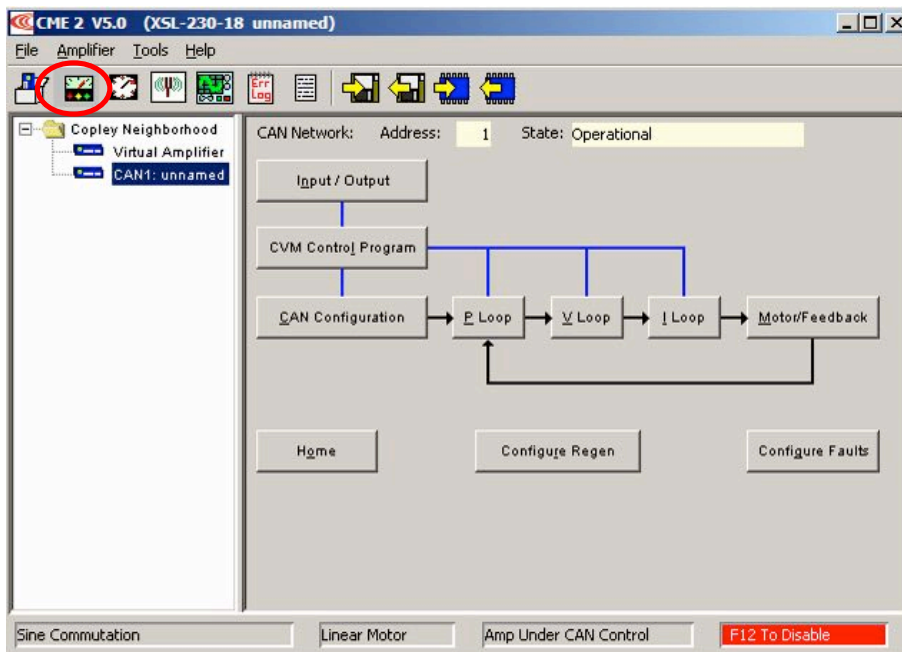 CME 2 V5.0 (XSL-230-18 unnamed)
File Amplifier Tools Help
Err Log
Copley Neighborhood
Virtual Amplifier
CAN1: unnamed
CAN Network: Address: 1 State: Operational
Input / Output
CVM Control Program
CAN Configuration
P Loop
V Loop
I Loop
Motor/Feedback
Home
Configure Regen
Configure Faults
Sine Commutation
Linear Motor
Amp Under CAN Control
F12 To Disable